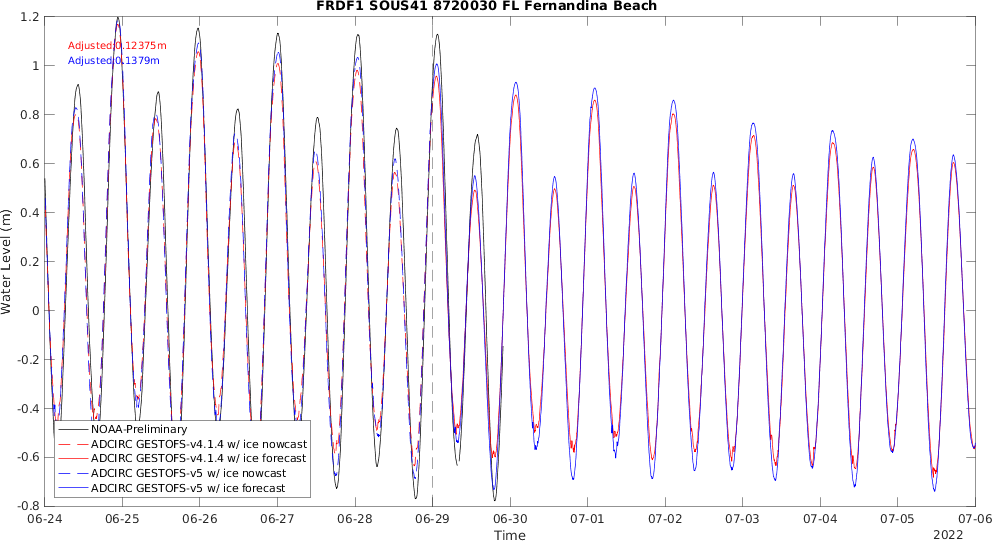 FRDF1 SOUS41 8720030 FL Fernandina Beach
1.2
1
0.8
0.6
0.4
0.2
0
-0.2
-0.4
-0.6
-0.8
Water Level (m)
Adjusted:0.12375m
Adjusted:0.1379m
NOAA-Preliminary
ADCIRC GESTOFS-v4.1.4 w/ ice nowcast
ADCIRC GESTOFS-v4.1.4 w/ ice forecast
ADCIRC GESTOFS-v5 w/ ice nowcast
ADCIRC GESTOFS-v5 w/ ice forecast
06-24 06-25 06-26 06-27 06-28 06-29 06-30 07-01 07-02 07-03 07-04 07-05 07-06
Time
2022